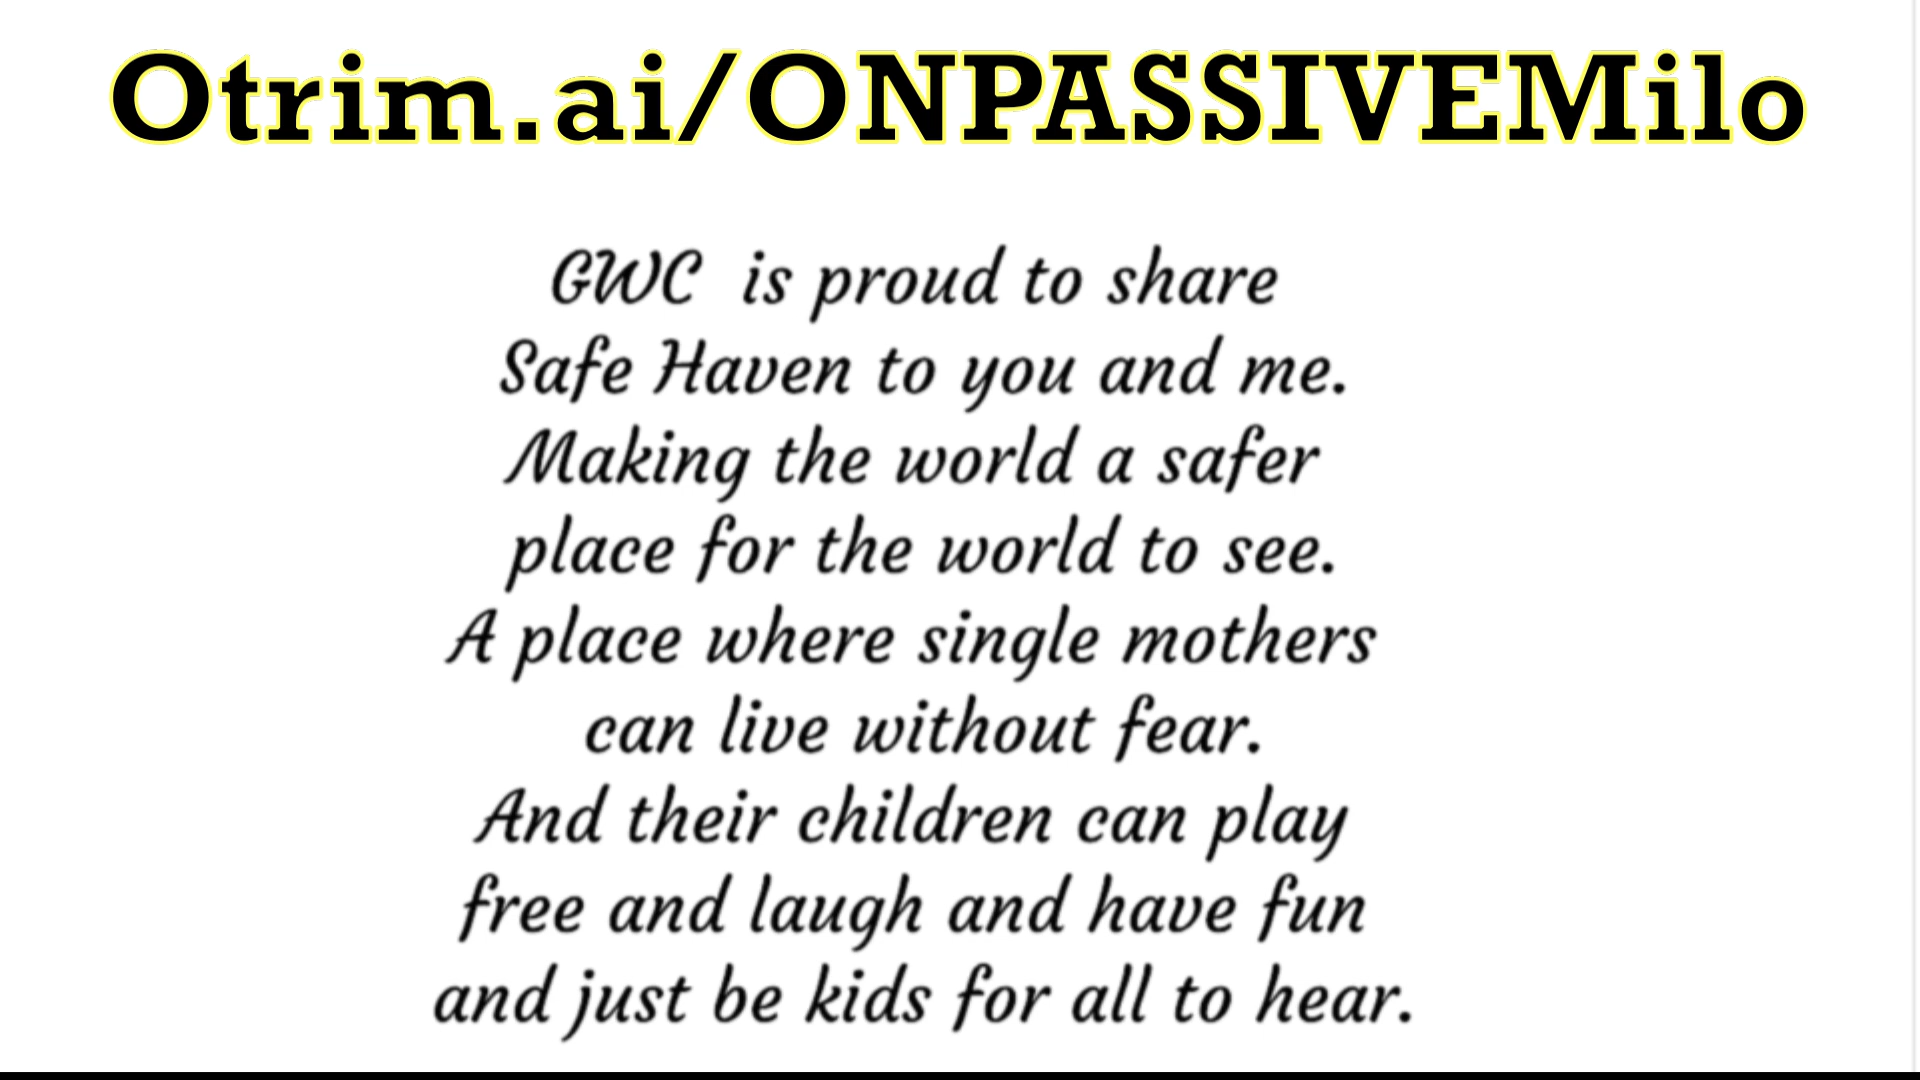 Otrim.ai/ONPASSIVEMilo
GWC is proud to share
Safe Haven to you and me.
Making the world a safer
place for the world to see.
A place where single mothers
can live without fear.
And their children can play
free and laugh and have fun
and just be kids for all to hear.